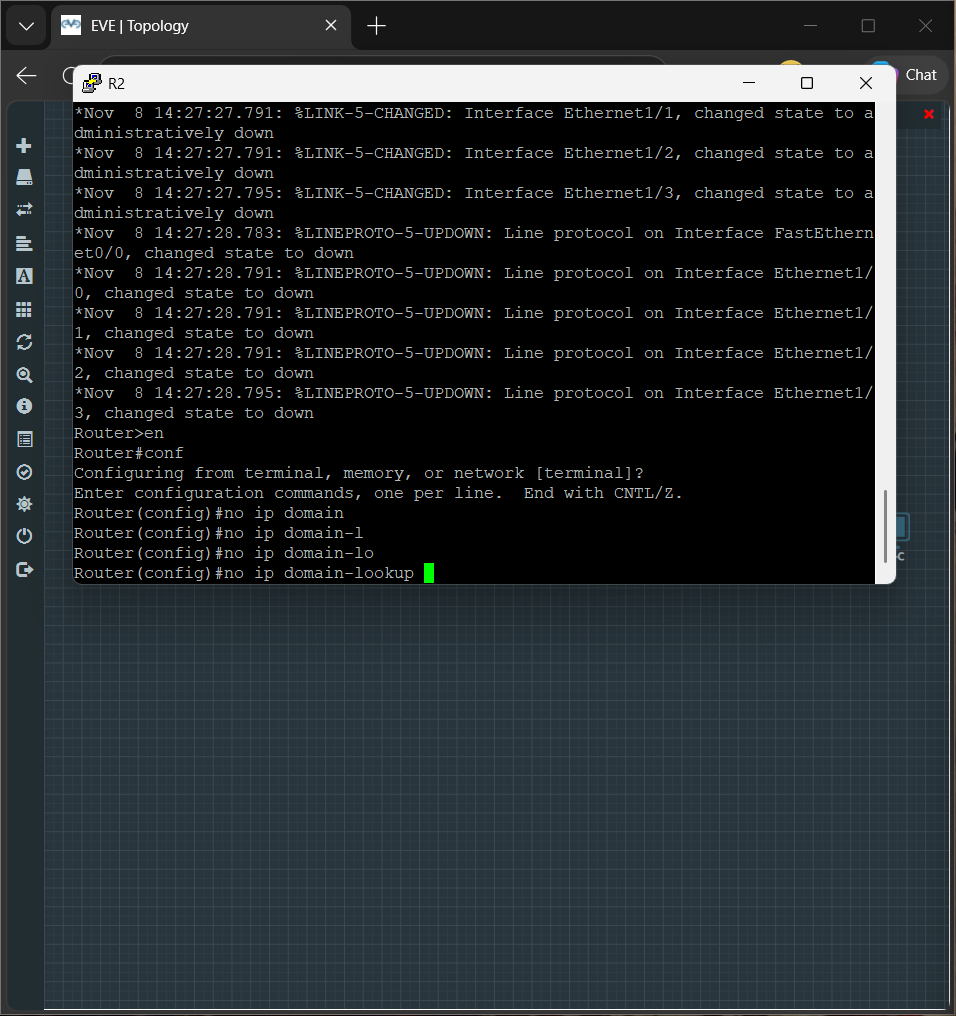 EVE | Topology
Chat
R2
*Nov  8 14:27:27.791: %LINK-5-CHANGED: Interface Ethernet1/1, changed state to a
dministratively down
*Nov  8 14:27:27.791: %LINK-5-CHANGED: Interface Ethernet1/2, changed state to a
dministratively down
*Nov  8 14:27:27.795: %LINK-5-CHANGED: Interface Ethernet1/3, changed state to a
dministratively down
*Nov  8 14:27:28.783: %LINEPROTO-5-UPDOWN: Line protocol on Interface FastEthern
et0/0, changed state to down
*Nov  8 14:27:28.791: %LINEPROTO-5-UPDOWN: Line protocol on Interface Ethernet1/
0, changed state to down
*Nov  8 14:27:28.791: %LINEPROTO-5-UPDOWN: Line protocol on Interface Ethernet1/
1, changed state to down
*Nov  8 14:27:28.791: %LINEPROTO-5-UPDOWN: Line protocol on Interface Ethernet1/
2, changed state to down
*Nov  8 14:27:28.795: %LINEPROTO-5-UPDOWN: Line protocol on Interface Ethernet1/
3, changed state to down
Router>en
Router#conf
Configuring from terminal, memory, or network [terminal]?
Enter configuration commands, one per line.  End with CNTL/Z.
Router(config)#no ip domain
Router(config)#no ip domain-l
Router(config)#no ip domain-lo
Router(config)#no ip domain-lookup